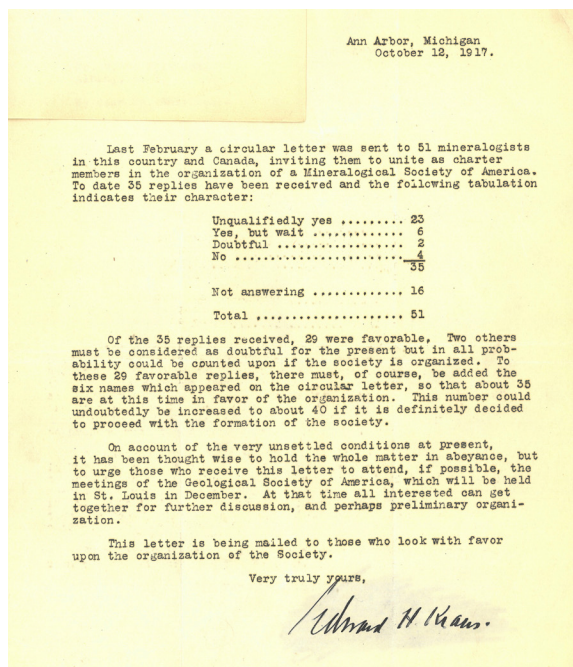 Ann Arbor, Michigan
October 12, 1917.
Last February a circular letter was sent to 51 mineralogists
in this country and Canada, inviting them to unite as charter
members in the organization of a Mineralogical Society of America.
To date 35 replies have been received and the following tabulation
indicates their character:
Unqualifiedly yes ......... 23
Yes, but wait ............. 6
Doubtful .................. 2
No ........................ 4
35
Not answering ............. 16
Total ..................... 51
Of the 35 replies received, 29 were favorable. Two others
must be considered as doubtful for the present but in all prob-
ability could be counted upon if the society is organized. To
these 29 favorable replies, there must, of course, be added the
six names which appeared on the circular letter, so that about 35
are at this time in favor of the organization. This number could
undoubtedly be increased to about 40 if it is definitely decided
to proceed with the formation of the society.
On account of the very unsettled conditions at present,
it has been thought wise to hold the whole matter in abeyance, but
to urge those who receive this letter to attend, if possible, the
meetings of the Geological Society of America, which will be held
in St. Louis in December. At that time all interested can get
together for further discussion, and perhaps preliminary organi-
zation.
This letter is being mailed to those who look with favor
upon the organization of the Society.
Very truly yours,
Edward H. Kraus.